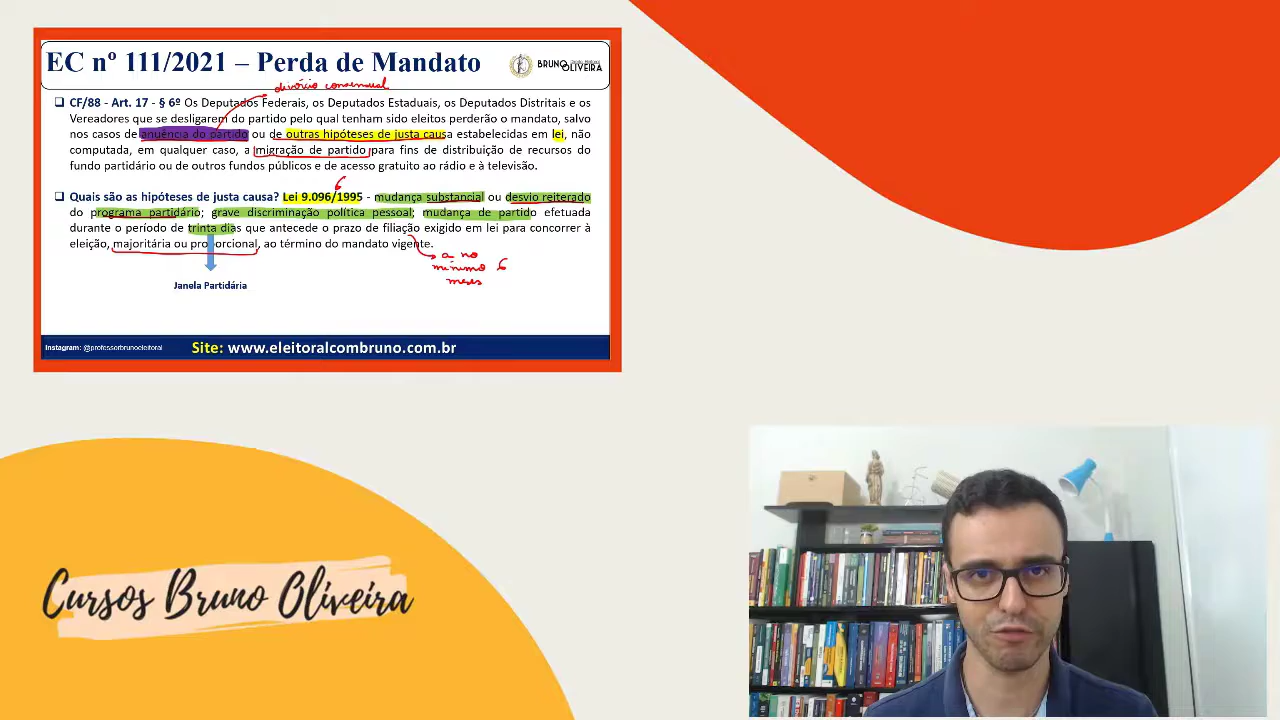 EC nº 111/2021 – Perda de Mandato
BRUNO
OLIVEIRA
divórcio consensual
CF/88 - Art. 17 - § 6º Os Deputados Federais, os Deputados Estaduais, os Deputados Distritais e os
Vereadores que se desligarem do partido pelo qual tenham sido eleitos perderão o mandato, salvo
nos casos de anuência do partido ou de outras hipóteses de justa causa estabelecidas em lei, não
computada, em qualquer caso, a migração de partido para fins de distribuição de recursos do
fundo partidário ou de outros fundos públicos e de acesso gratuito ao rádio e à televisão.
6
Quais são as hipóteses de justa causa? Lei 9.096/1995 - mudança substancial ou desvio reiterado
do programa partidário; grave discriminação política pessoal; mudança de partido efetuada
durante o período de trinta dias que antecede o prazo de filiação exigido em lei para concorrer à
eleição, majoritária ou proporcional, ao término do mandato vigente.
a no
mínimo 6
meses
Janela Partidária
Instagram: @professorbrunoeleitoral
Site: www.eleitoralcombruno.com.br
Cursos Bruno Oliveira